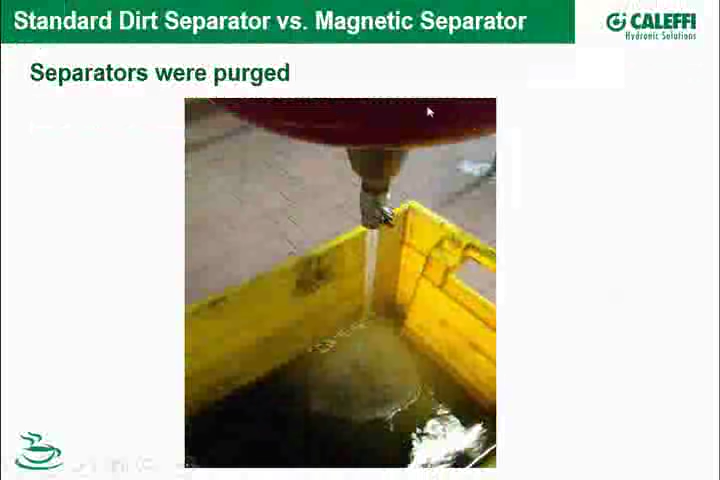 Standard Dirt Separator vs. Magnetic Separator
CALEFFI
Hydronic Solutions
Separators were purged